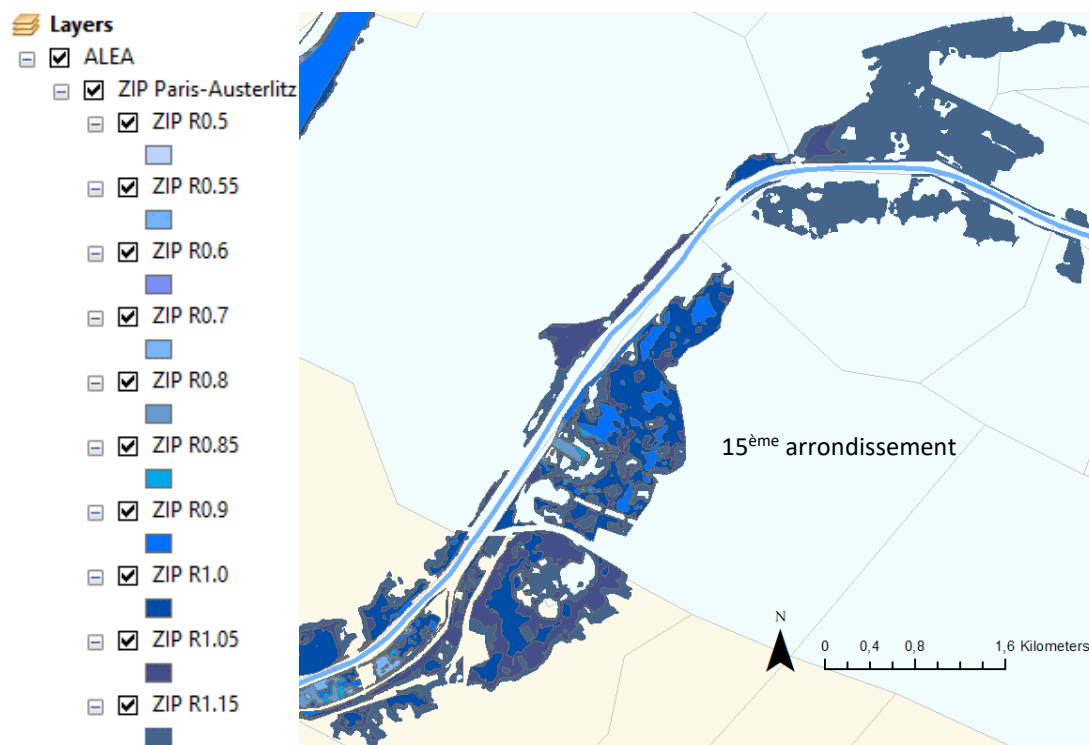 Layers
ALEA
ZIP Paris-Austerlitz
ZIP R0.5
ZIP R0.55
ZIP R0.6
ZIP R0.7
ZIP R0.8
ZIP R0.85
ZIP R0.9
ZIP R1.0
ZIP R1.05
ZIP R1.15
15ème arrondissement
N
0 0,4 0,8 1,6 Kilometers